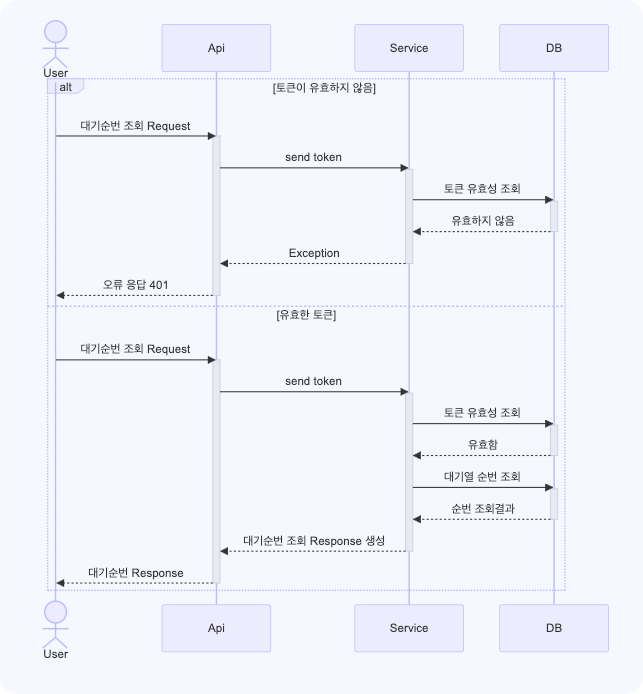 Api
Service
DB
User
alt
[토큰이 유효하지 않음]
대기순번 조회 Request
send token
토큰 유효성 조회
유효하지 않음
Exception
오류 응답 401
[유효한 토큰]
대기순번 조회 Request
send token
토큰 유효성 조회
유효함
대기열 순번 조회
순번 조회결과
대기순번 조회 Response 생성
대기순번 Response
Api
Service
DB
User